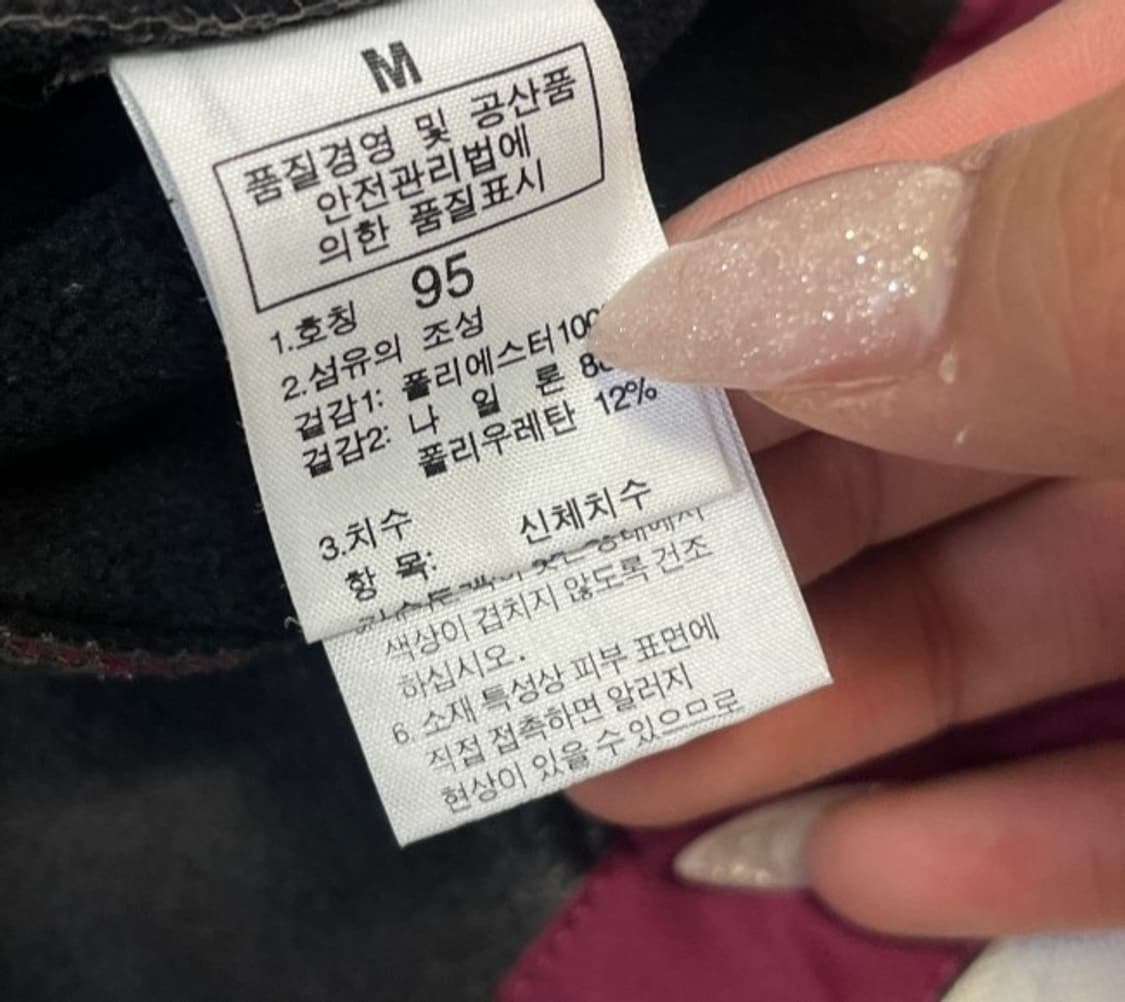 M
품질경영 및 공산품
안전관리법에
의한 품질표시
1.호칭 95
2.섬유의 조성
겉감1: 폴리에스터
겉감2: 나 일 론
폴리우레탄 12%
3.치수 신체치수
항 목:
색상이 겹치지 않도록 건조
하십시오.
6. 소재 특성상 피부 표면에
직접 접촉하면 알러지
현상이 있을 수 있으므로